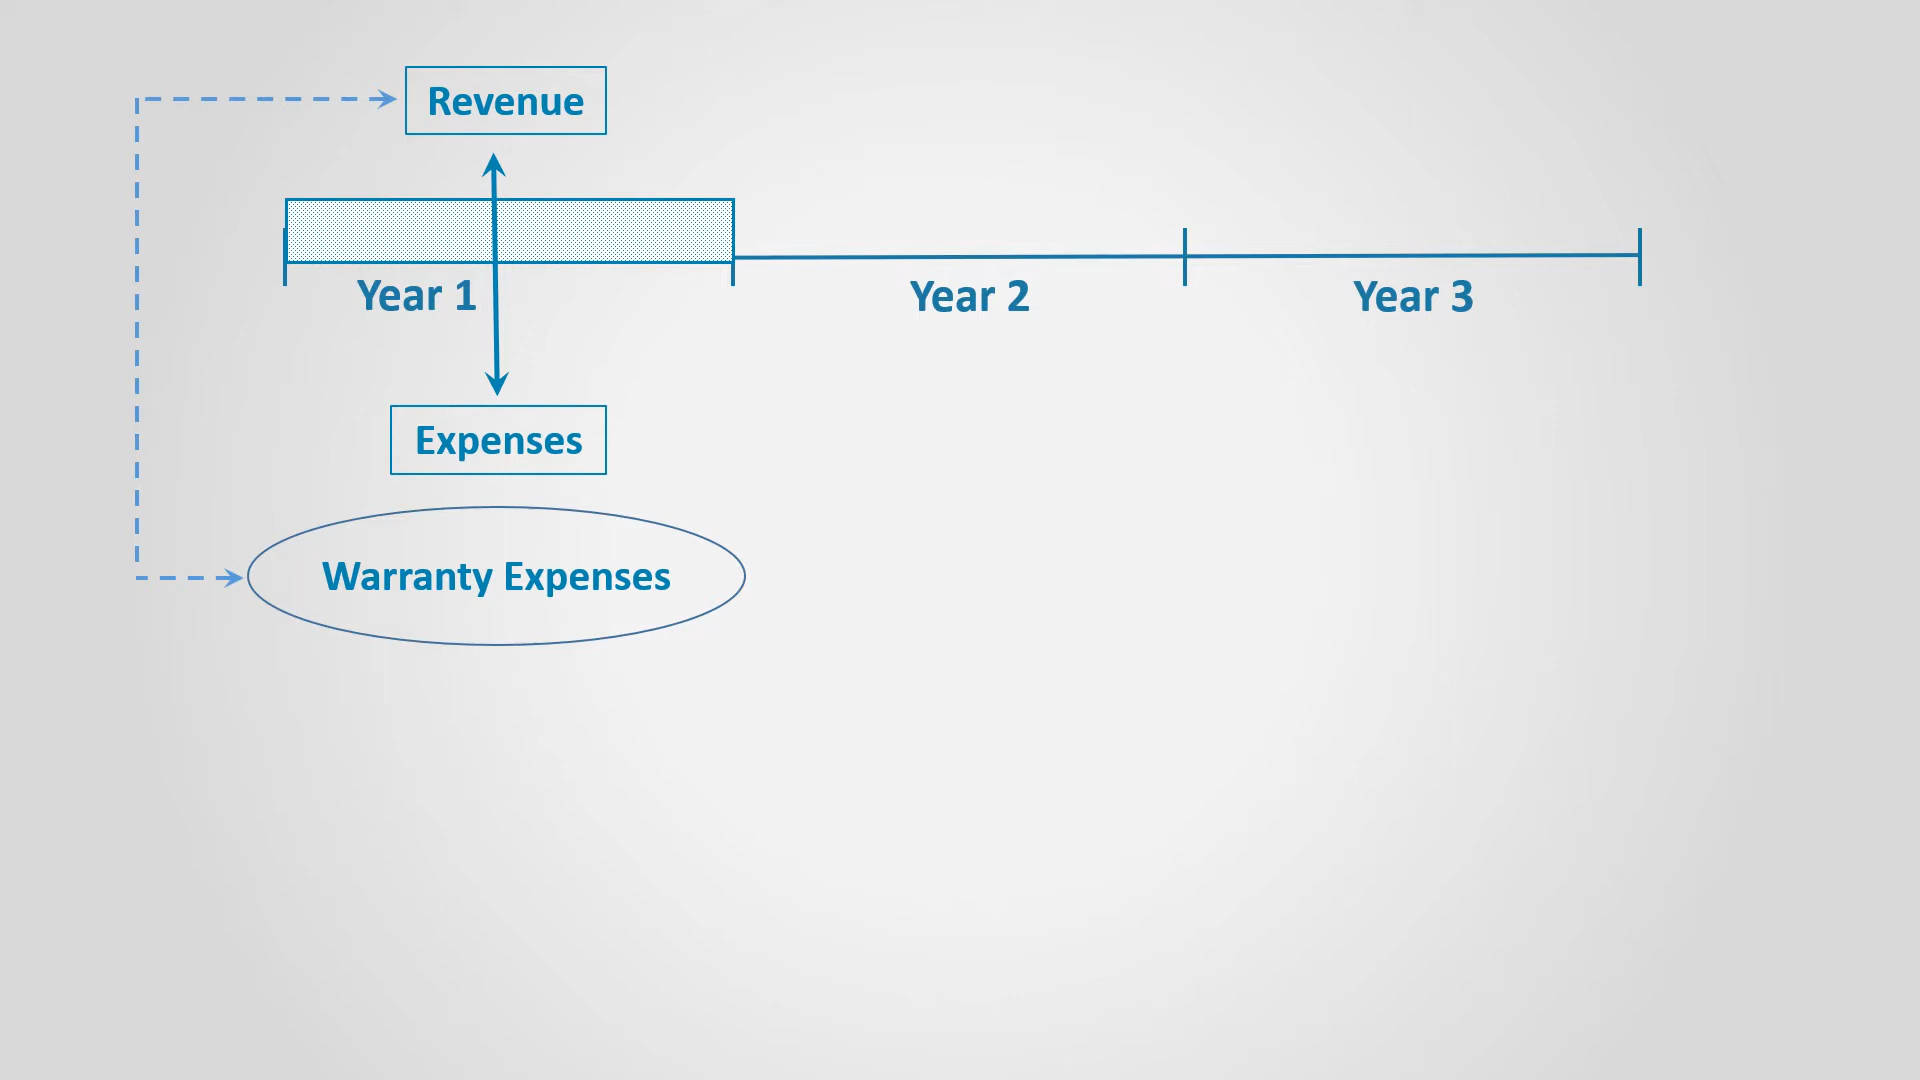 Revenue
Year 1
Year 2
Year 3
Expenses
Warranty Expenses